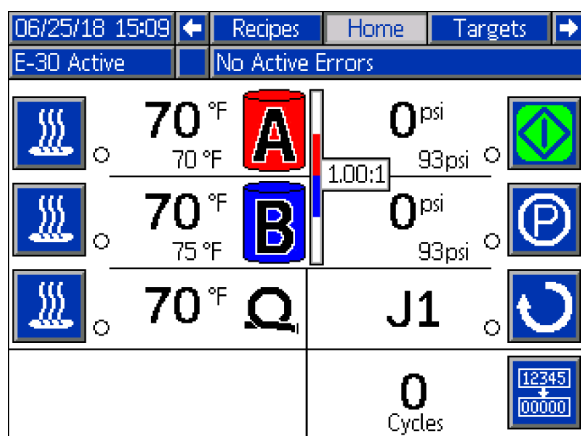 06/25/18 15:09 Recipes Home Targets
E-30 Active No Active Errors
70 °F A 0 psi
70 °F 93psi
1.00:1
70 °F B 0 psi
75 °F 93psi
P
70 °F J1
12345
00000
0
Cycles